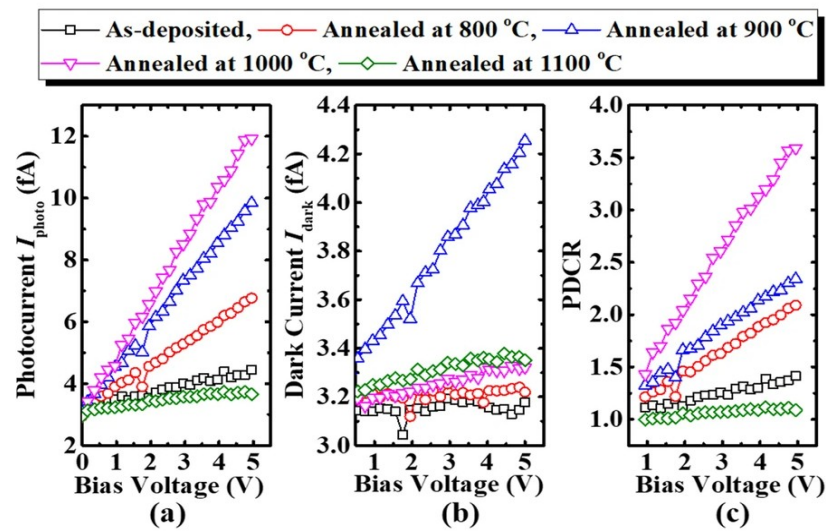 As-deposited, Annealed at 800 °C, Annealed at 900 °C
Annealed at 1000 °C, Annealed at 1100 °C
Photocurrent Iphoto (fA)
12
10
8
6
4
2
0 1 2 3 4 5
Bias Voltage (V)
(a)
Dark Current Idark (fA)
4.4
4.2
4.0
3.8
3.6
3.4
3.2
3.0
1 2 3 4 5
Bias Voltage (V)
(b)
PDCR
4.0
3.5
3.0
2.5
2.0
1.5
1.0
1 2 3 4 5
Bias Voltage (V)
(c)